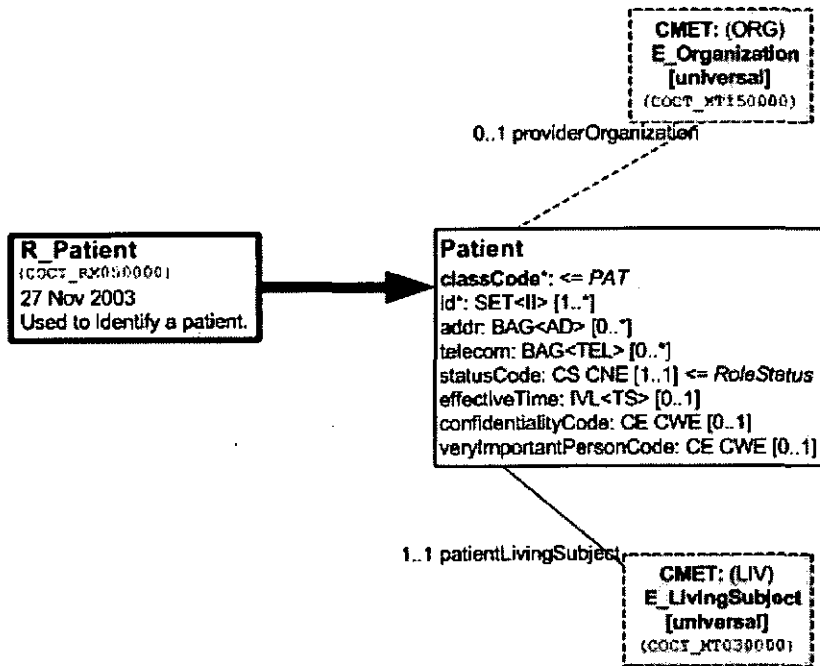 CMET: (ORG)
E_Organization
[universal]
(COCT_MT150000)
0..1 providerOrganization
R_Patient
(COCT_RM050000)
27 Nov 2003
Used to Identify a patient.
Patient
classCode*: <= PAT
id*: SET<II> [1..*]
addr: BAG<AD> [0..*]
telecom: BAG<TEL> [0..*]
statusCode: CS CNE [1..1] <= RoleStatus
effectiveTime: IVL<TS> [0..1]
confidentialityCode: CE CWE [0..1]
veryImportantPersonCode: CE CWE [0..1]
1..1 patientLivingSubject
CMET: (LIV)
E_LivingSubject
[universal]
(COCT_MT030000)